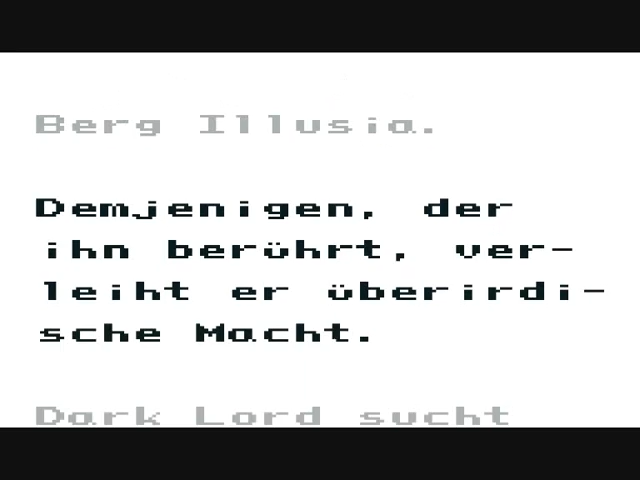 Berg Illusia.
Demjenigen, der
ihn berührt, ver-
leiht er überirdi-
sche Macht.
Dark Lord sucht